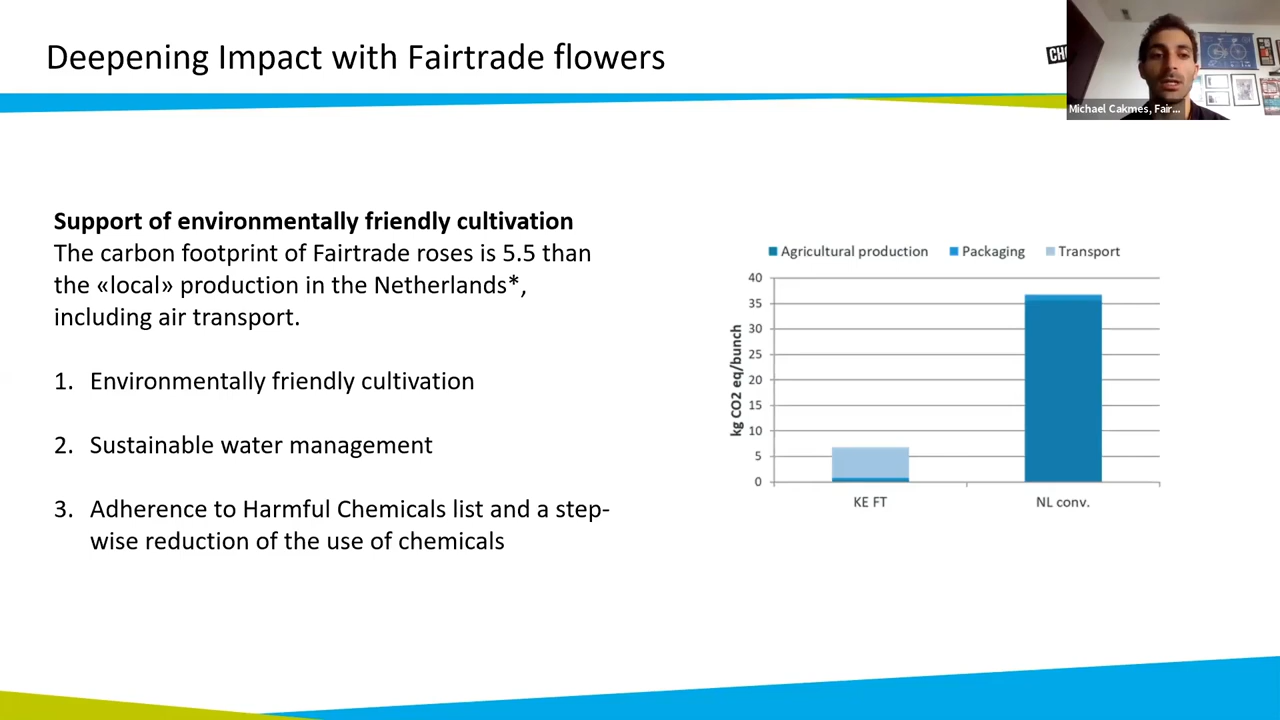 Deepening Impact with Fairtrade flowers
CHO
Michael Cakmes, Fair...
Support of environmentally friendly cultivation
The carbon footprint of Fairtrade roses is 5.5 than
the «local» production in the Netherlands*,
including air transport.
1. Environmentally friendly cultivation
2. Sustainable water management
3. Adherence to Harmful Chemicals list and a step-
wise reduction of the use of chemicals
Agricultural production Packaging Transport
kg CO2 eq/bunch
40
35
30
25
20
15
10
5
0
KE FT NL conv.